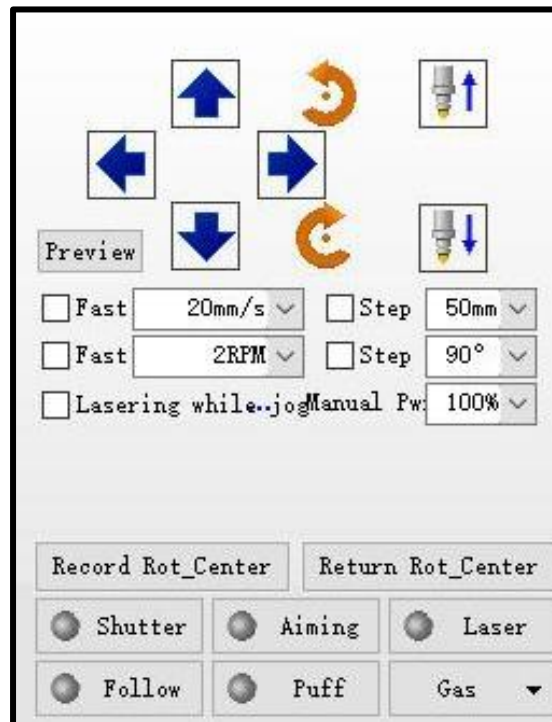 Preview
Fast 20mm/s Step 50mm
Fast 2RPM Step 90°
Lasering while..jog Manual Pw: 100%
Record Rot_Center Return Rot_Center
Shutter Aiming Laser
Follow Puff Gas